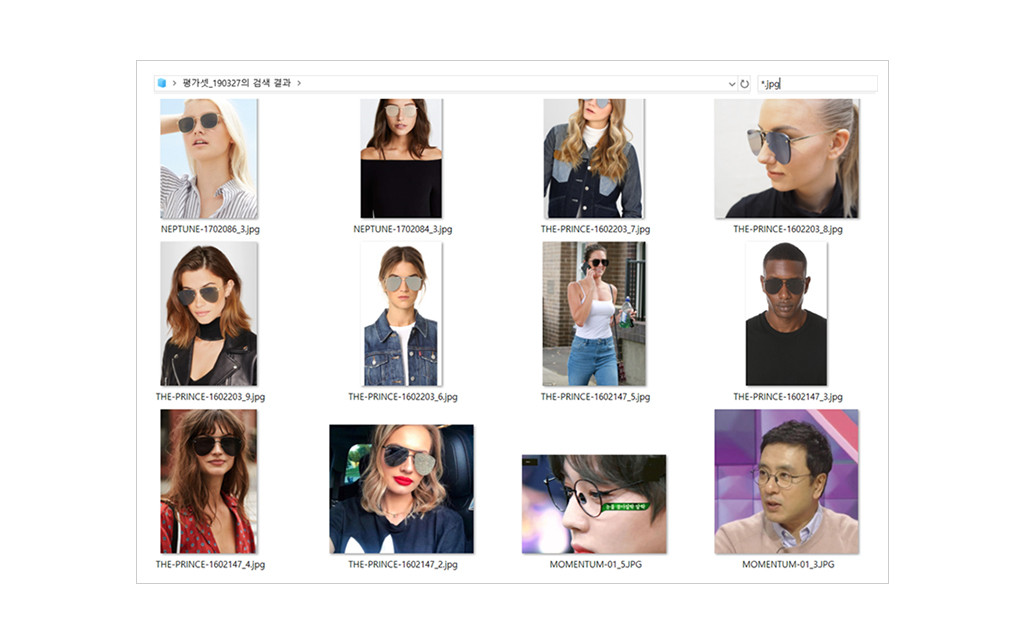 평가셋_190327의 검색 결과
*.jpg
NEPTUNE-1702086_3.jpg
NEPTUNE-1702084_3.jpg
THE-PRINCE-1602203_7.jpg
THE-PRINCE-1602203_8.jpg
THE-PRINCE-1602203_9.jpg
THE-PRINCE-1602203_6.jpg
THE-PRINCE-1602147_5.jpg
THE-PRINCE-1602147_3.jpg
THE-PRINCE-1602147_4.jpg
THE-PRINCE-1602147_2.jpg
MOMENTUM-01_5.JPG
MOMENTUM-01_3.JPG